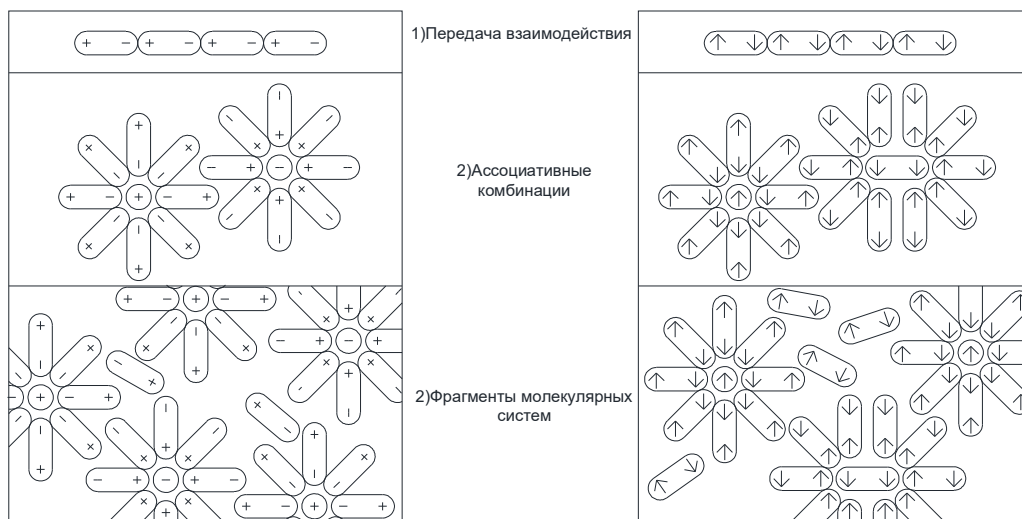 1)Передача взаимодействия
2)Ассоциативные
комбинации
2)Фрагменты молекулярных
систем